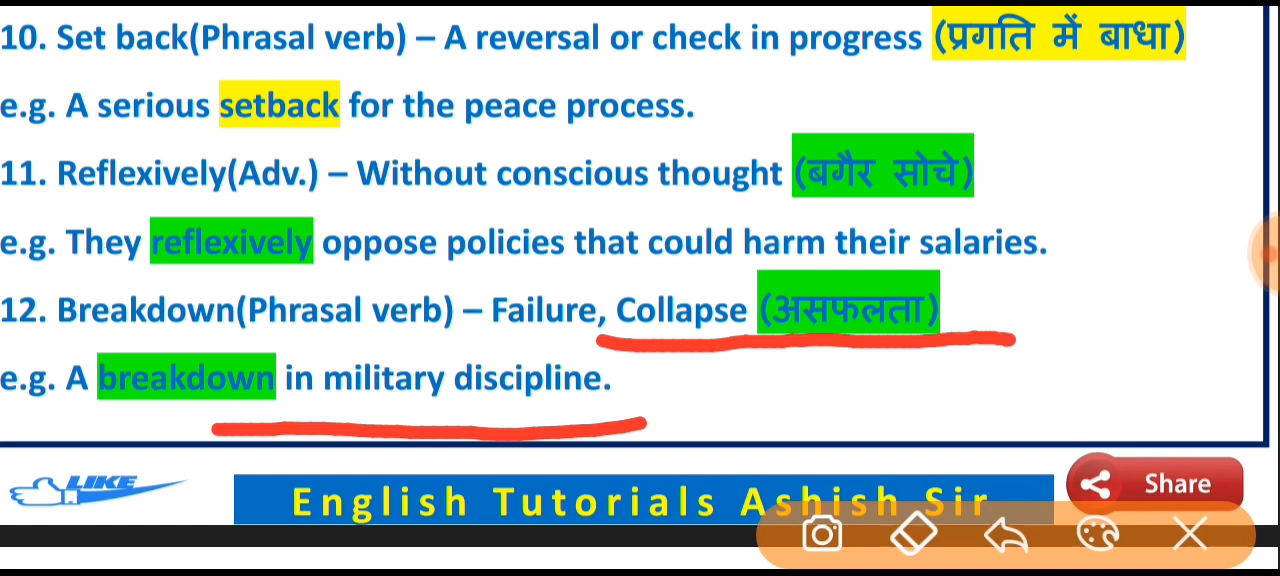 10. Set back(Phrasal verb) – A reversal or check in progress (प्रगति में बाधा)
e.g. A serious setback for the peace process.
11. Reflexively(Adv.) – Without conscious thought (बगैर सोचे)
e.g. They reflexively oppose policies that could harm their salaries.
12. Breakdown(Phrasal verb) – Failure, Collapse (असफलता)
e.g. A breakdown in military discipline.
LIKE
English Tutorials Ashish Sir
Share